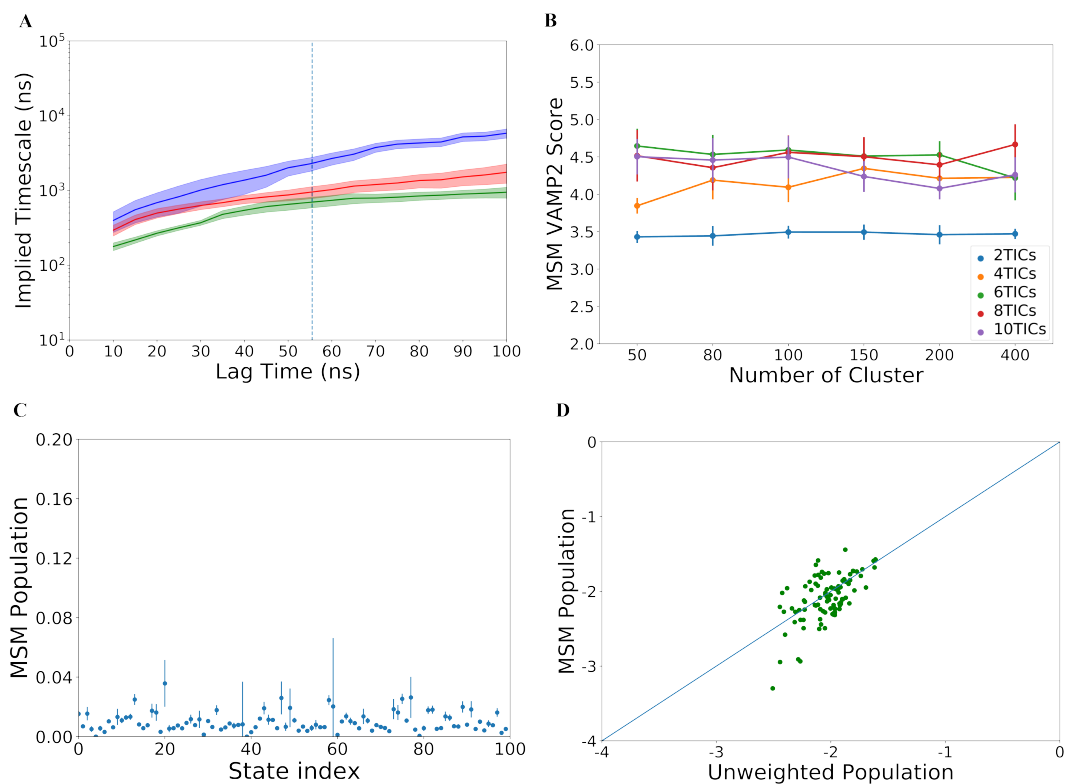 A
Implied Timescale (ns)
10^5
10^4
10^3
10^2
10^1
0 10 20 30 40 50 60 70 80 90 100
Lag Time (ns)
B
MSM VAMP2 Score
6.0
5.5
5.0
4.5
4.0
3.5
3.0
2.5
2.0
2TICs
4TICs
6TICs
8TICs
10TICs
50 80 100 150 200 400
Number of Cluster
C
MSM Population
0.20
0.16
0.12
0.08
0.04
0.00
0 20 40 60 80 100
State index
D
MSM Population
0
-1
-2
-3
-4
-4 -3 -2 -1 0
Unweighted Population